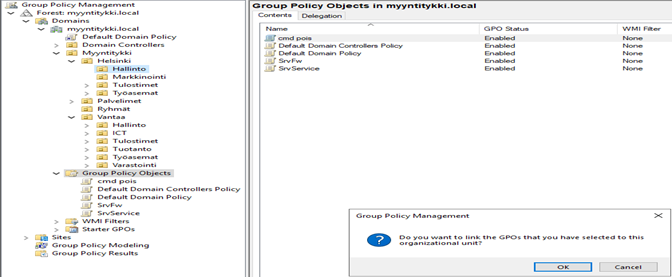 Group Policy Management
Forest: myyntitykki.local
Domains
myyntitykki.local
Default Domain Policy
Domain Controllers
Myyntitykki
Helsinki
Hallinto
Markkinointi
Tulostimet
Työasemat
Palvelimet
Ryhmät
Vantaa
Hallinto
ICT
Tulostimet
Tuotanto
Työasemat
Varastointi
Group Policy Objects
cmd pois
Default Domain Controllers Policy
Default Domain Policy
SrvFw
SrvService
WMI Filters
Starter GPOs
Sites
Group Policy Modeling
Group Policy Results
Group Policy Objects in myyntitykki.local
Contents Delegation
Name GPO Status WMI Filter
cmd pois Enabled None
Default Domain Controllers Policy Enabled None
Default Domain Policy Enabled None
SrvFw Enabled None
SrvService Enabled None
Group Policy Management
Do you want to link the GPOs that you have selected to this
organizational unit?
OK Cancel